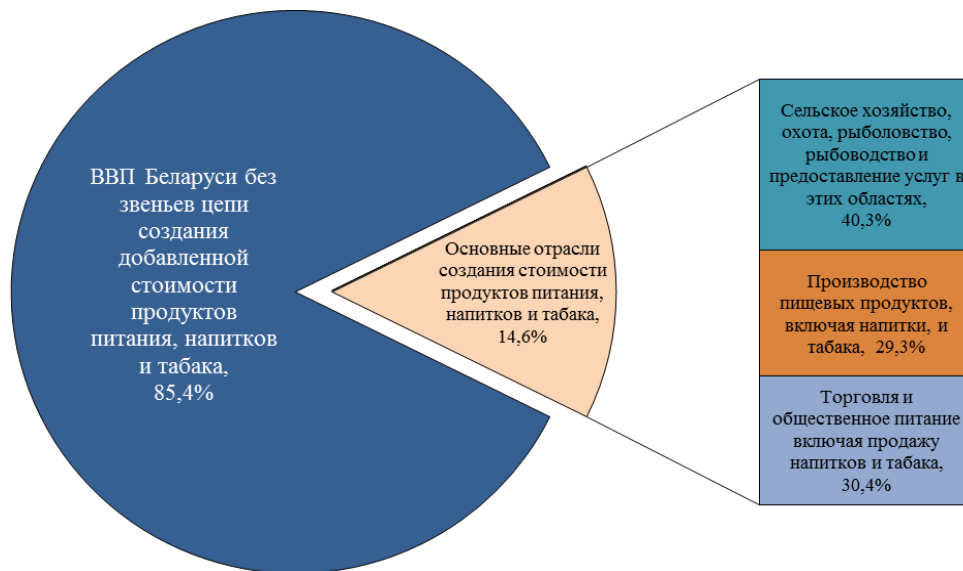 ВВП Беларуси без
звеньев цепи
создания
добавленной
стоимости
продуктов
питания, напитков
и табака,
85,4%
Основные отрасли
создания стоимости
продуктов питания,
напитков и табака,
14,6%
Сельское хозяйство,
охота, рыболовство,
рыбоводство и
предоставление услуг в
этих областях,
40,3%
Производство
пищевых продуктов,
включая напитки, и
табака, 29,3%
Торговля и
общественное питание
включая продажу
напитков и табака,
30,4%